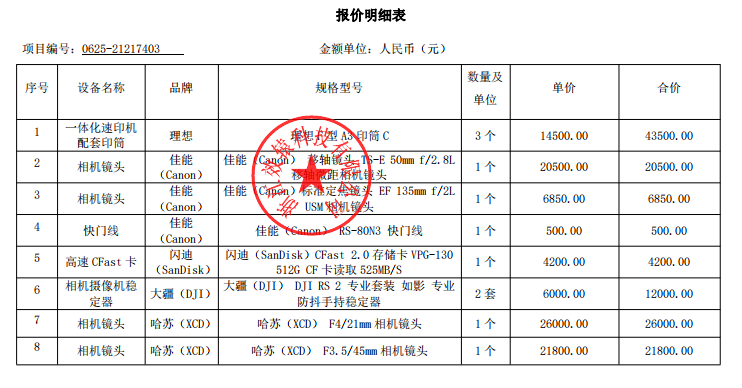 报价明细表
项目编号：0625-21217403 金额单位：人民币（元）
序号 设备名称 品牌 规格型号 数量及单位 单价 合价
1 一体化速印机配套印筒 理想 理想 型 A3 印筒 C 3 个 14500.00 43500.00
2 相机镜头 佳能（Canon） 佳能（Canon） 移轴镜头 TS-E 50mm f/2.8L 移轴微距相机镜头 1 个 20500.00 20500.00
3 相机镜头 佳能（Canon） 佳能（Canon）标准定焦镜头 EF 135mm f/2L USM 相机镜头 1 个 6850.00 6850.00
4 快门线 佳能（Canon） 佳能（Canon） RS-80N3 快门线 1 个 500.00 500.00
5 高速 CFast 卡 闪迪（SanDisk） 闪迪（SanDisk）CFast 2.0 存储卡 VPG-130 512G CF 卡读取 525MB/S 1 个 4200.00 4200.00
6 相机摄像机稳定器 大疆（DJI） 大疆（DJI） DJI RS 2 专业套装 如影 专业防抖手持稳定器 2 套 6000.00 12000.00
7 相机镜头 哈苏（XCD） 哈苏（XCD） F4/21mm 相机镜头 1 个 26000.00 26000.00
8 相机镜头 哈苏（XCD） 哈苏（XCD） F3.5/45mm 相机镜头 1 个 21800.00 21800.00